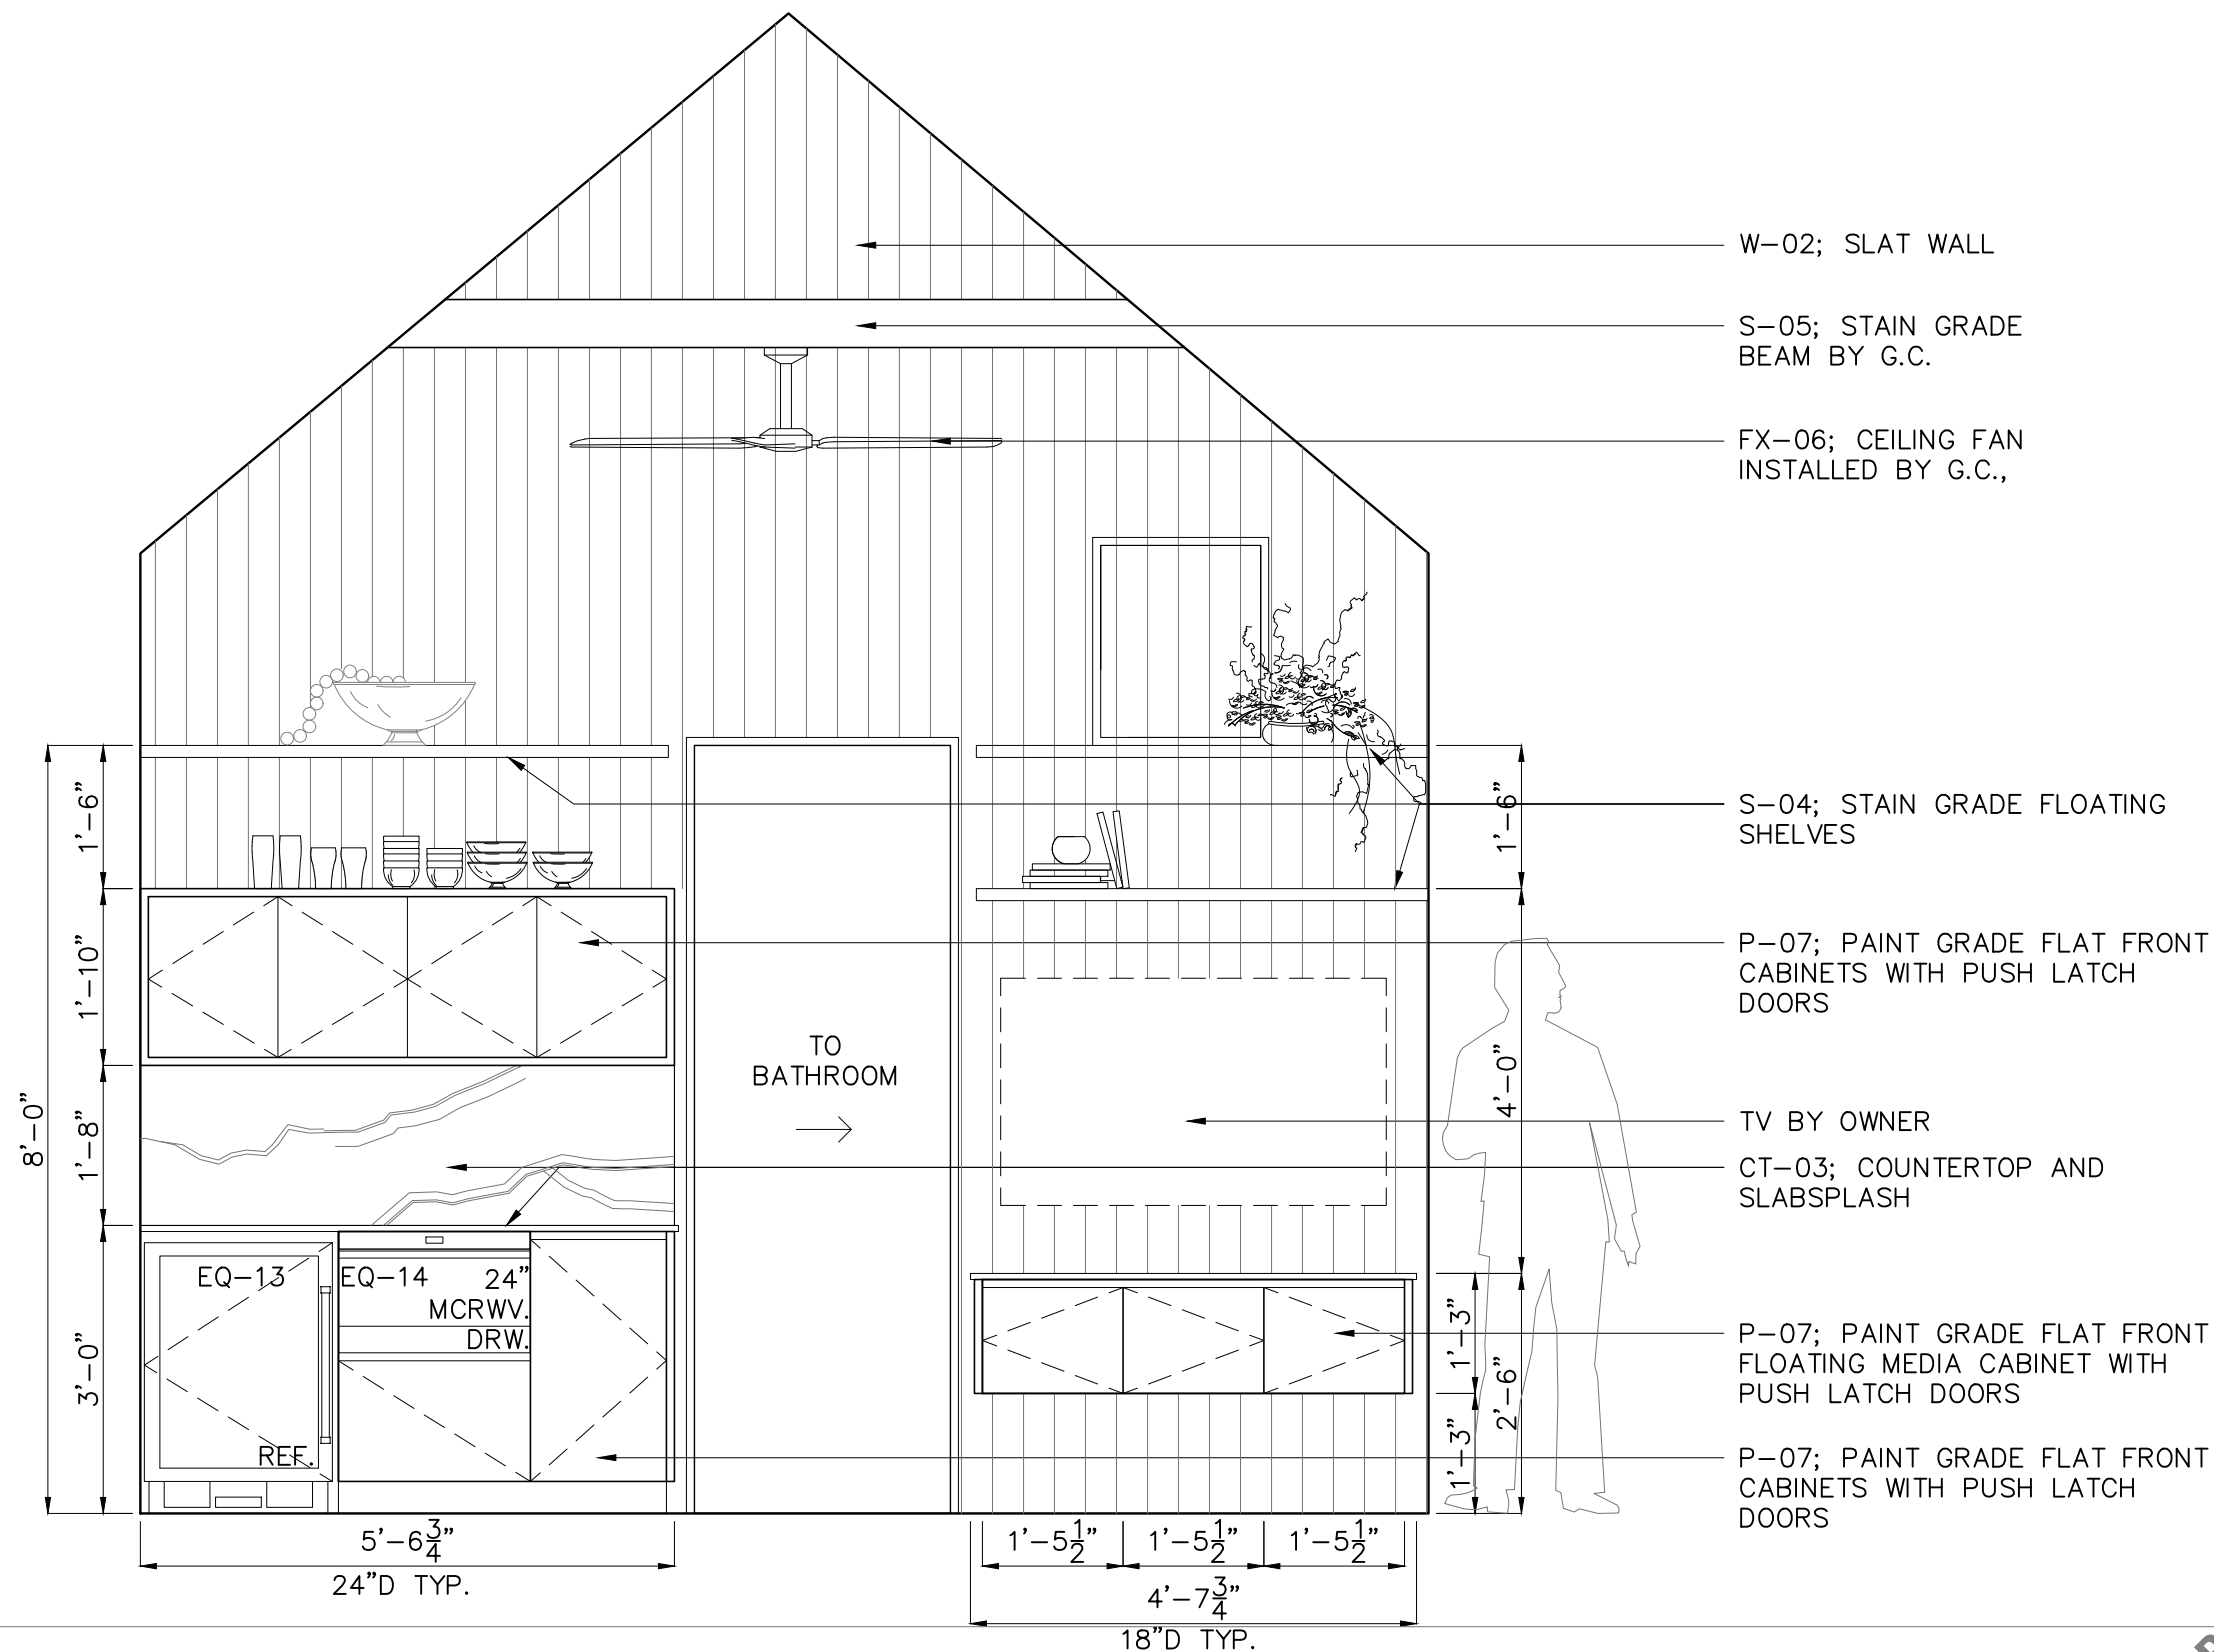 W-02; SLAT WALL
S-05; STAIN GRADE
BEAM BY G.C.
FX-06; CEILING FAN
INSTALLED BY G.C.,
S-04; STAIN GRADE FLOATING
SHELVES
P-07; PAINT GRADE FLAT FRONT
CABINETS WITH PUSH LATCH
DOORS
TV BY OWNER
CT-03; COUNTERTOP AND
SLABSPLASH
P-07; PAINT GRADE FLAT FRONT
FLOATING MEDIA CABINET WITH
PUSH LATCH DOORS
P-07; PAINT GRADE FLAT FRONT
CABINETS WITH PUSH LATCH
DOORS
8'-0"
1'-6"
1'-10"
1'-8"
3'-0"
TO
BATHROOM
EQ-13
REF.
EQ-14 24"
MCRWV.
DRW.
1'-6"
4'-0"
1'-3"
2'-6"
1'-3"
5'-6 3/4"
24"D TYP.
1'-5 1/2" 1'-5 1/2" 1'-5 1/2"
4'-7 3/4"
18"D TYP.